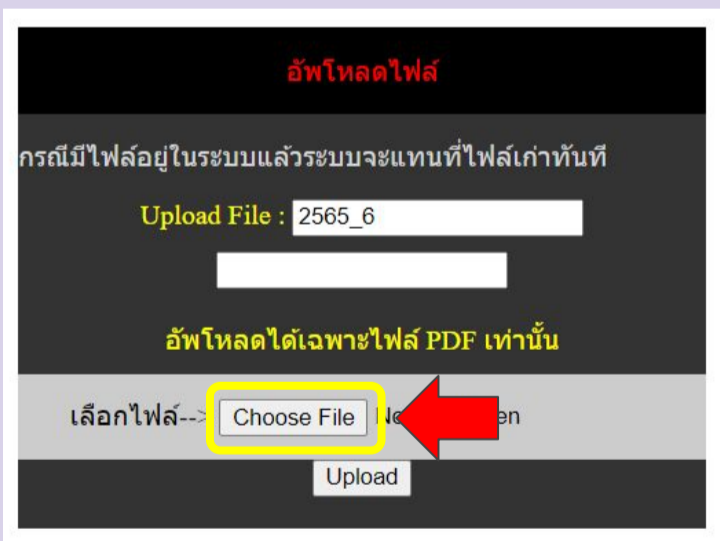 อัพโหลดไฟล์
กรณีมีไฟล์อยู่ในระบบแล้วระบบจะแทนที่ไฟล์เก่าทันที
Upload File : 2565_6
อัพโหลดได้เฉพาะไฟล์ PDF เท่านั้น
เลือกไฟล์--> Choose File
Upload